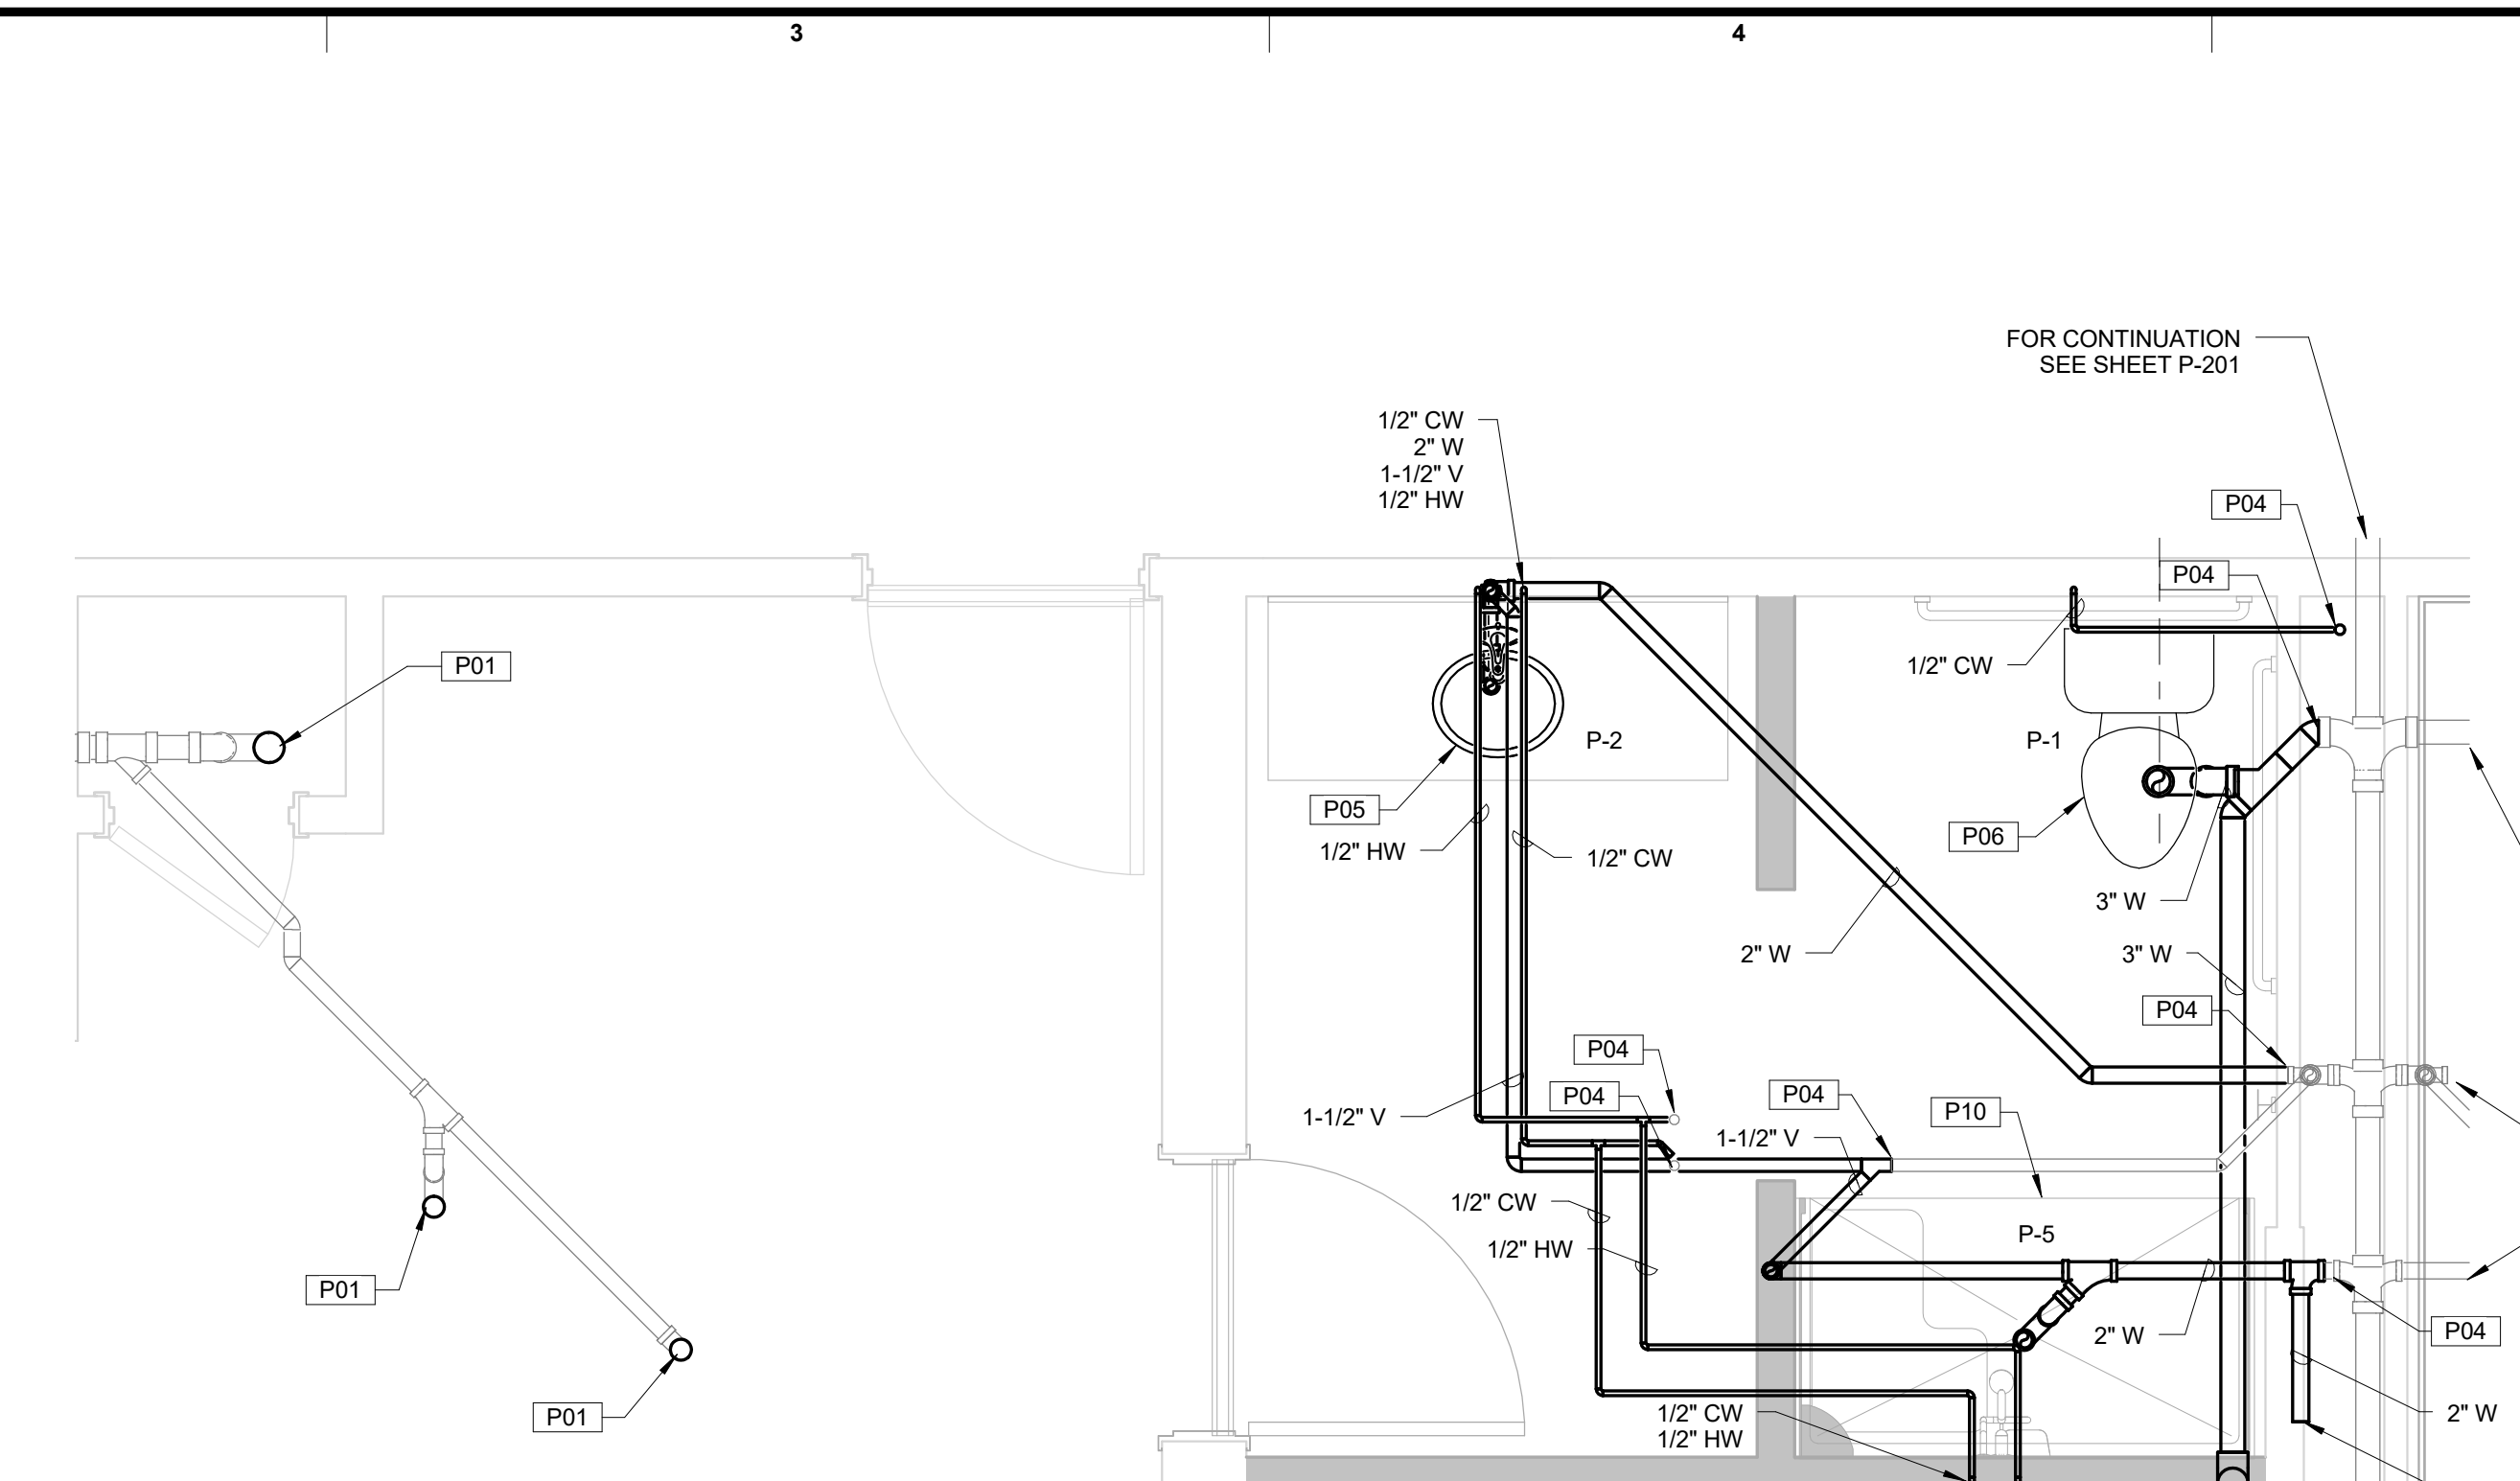 3
4
FOR CONTINUATION
SEE SHEET P-201
1/2" CW
2" W
1-1/2" V
1/2" HW
P04
P04
P01
1/2" CW
P-2
P-1
P05
P06
1/2" HW
1/2" CW
3" W
2" W
3" W
P04
P04
P04
P04
P10
1-1/2" V
1-1/2" V
1/2" CW
P-5
1/2" HW
P01
2" W
P04
P01
1/2" CW
1/2" HW
2" W